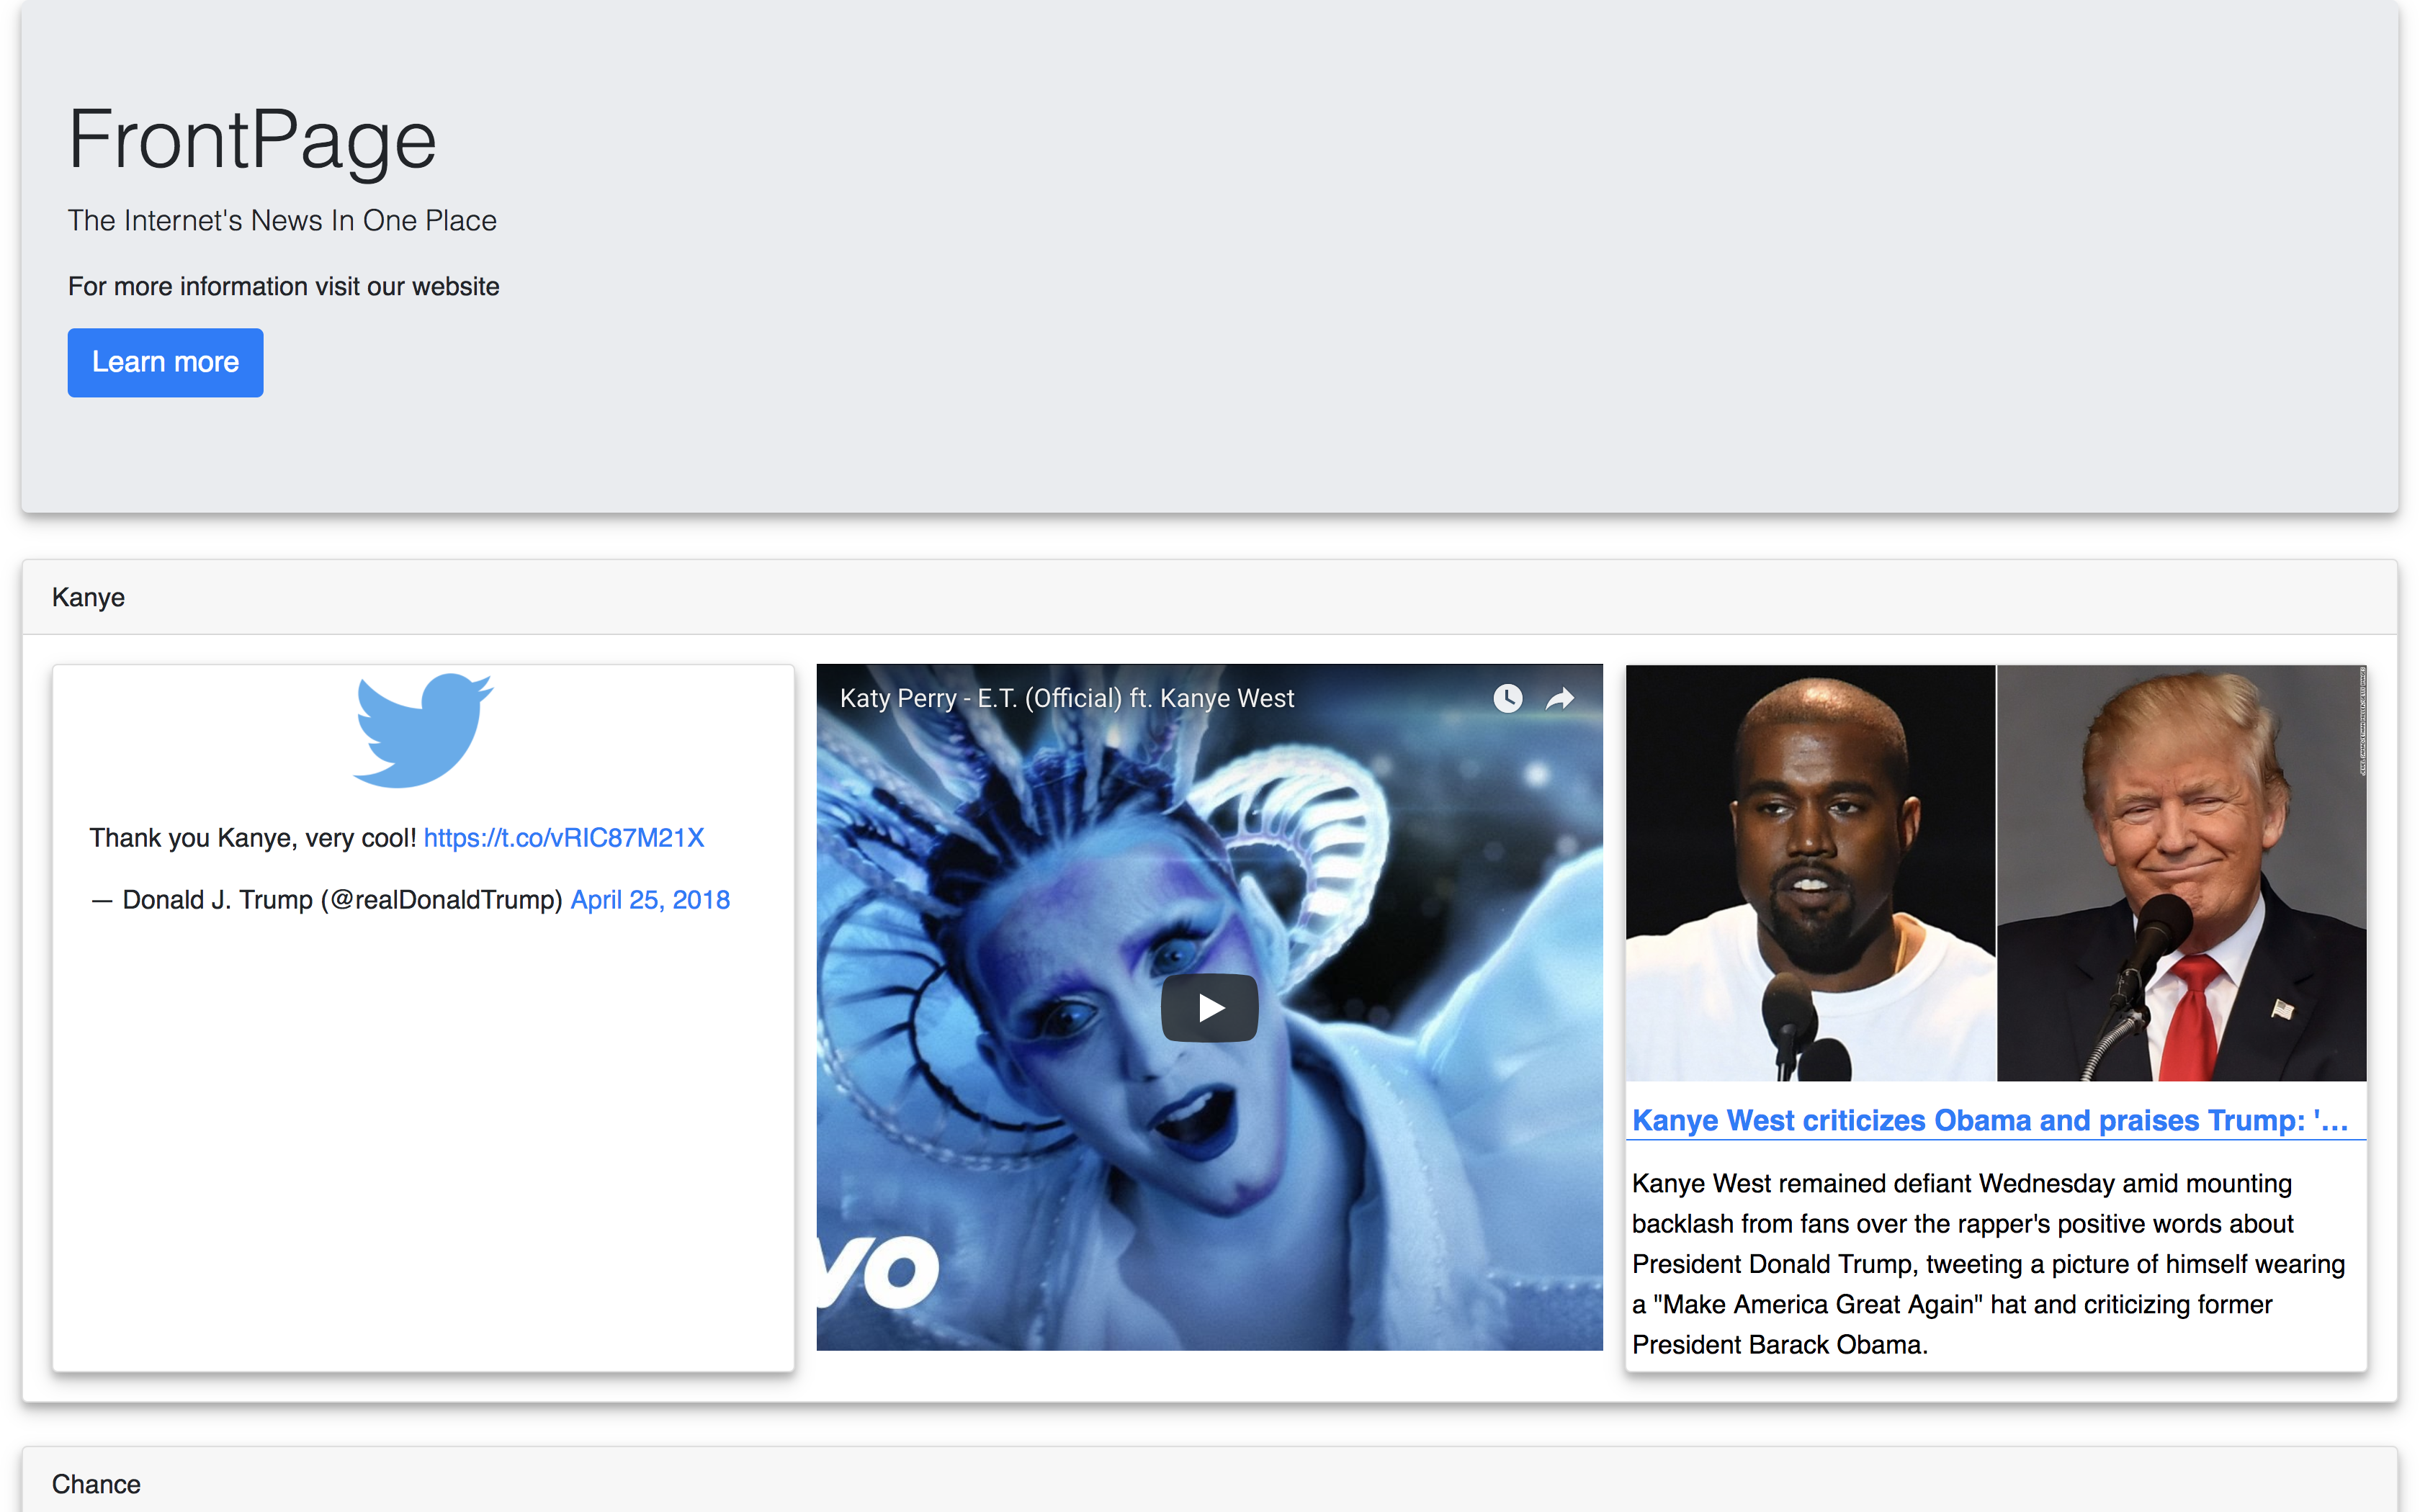 FrontPage
The Internet's News In One Place
For more information visit our website
Learn more
Kanye
Thank you Kanye, very cool! https://t.co/vRIC87M21X
— Donald J. Trump (@realDonaldTrump) April 25, 2018
Katy Perry - E.T. (Official) ft. Kanye West
vo
Kanye West criticizes Obama and praises Trump: '...
Kanye West remained defiant Wednesday amid mounting
backlash from fans over the rapper's positive words about
President Donald Trump, tweeting a picture of himself wearing
a "Make America Great Again" hat and criticizing former
President Barack Obama.
Chance